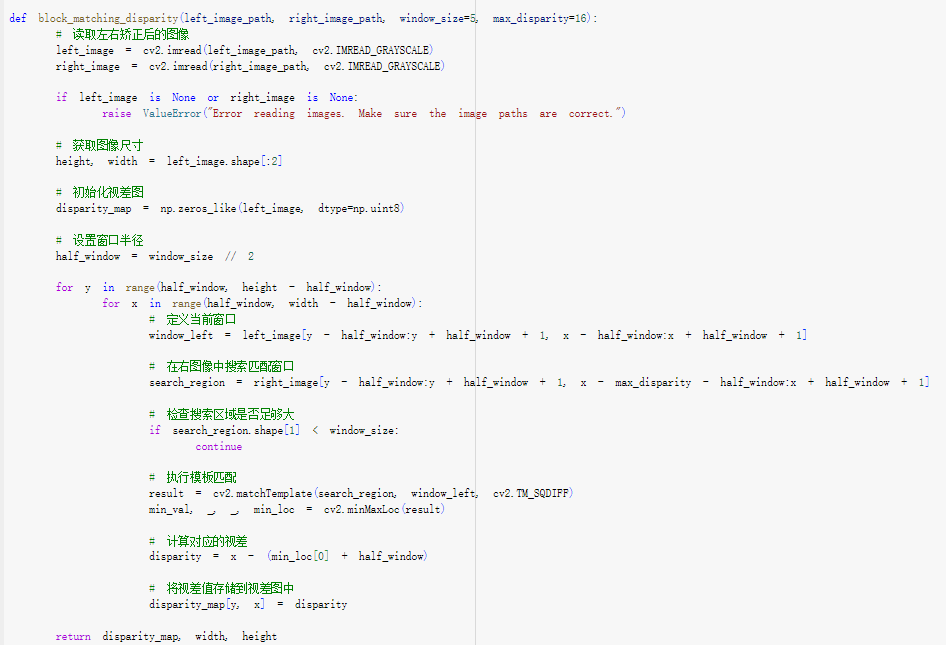 def block_matching_disparity(left_image_path, right_image_path, window_size=5, max_disparity=16):
# 读取左右矫正后的图像
left_image = cv2.imread(left_image_path, cv2.IMREAD_GRAYSCALE)
right_image = cv2.imread(right_image_path, cv2.IMREAD_GRAYSCALE)
if left_image is None or right_image is None:
raise ValueError("Error reading images. Make sure the image paths are correct.")
# 获取图像尺寸
height, width = left_image.shape[:2]
# 初始化视差图
disparity_map = np.zeros_like(left_image, dtype=np.uint8)
# 设置窗口半径
half_window = window_size // 2
for y in range(half_window, height - half_window):
for x in range(half_window, width - half_window):
# 定义当前窗口
window_left = left_image[y - half_window:y + half_window + 1, x - half_window:x + half_window + 1]
# 在右图像中搜索匹配窗口
search_region = right_image[y - half_window:y + half_window + 1, x - max_disparity - half_window:x + half_window + 1]
# 检查搜索区域是否足够大
if search_region.shape[1] < window_size:
continue
# 执行模板匹配
result = cv2.matchTemplate(search_region, window_left, cv2.TM_SQDIFF)
min_val, _, _, min_loc = cv2.minMaxLoc(result)
# 计算对应的视差
disparity = x - (min_loc[0] + half_window)
# 将视差值存储到视差图中
disparity_map[y, x] = disparity
return disparity_map, width, height